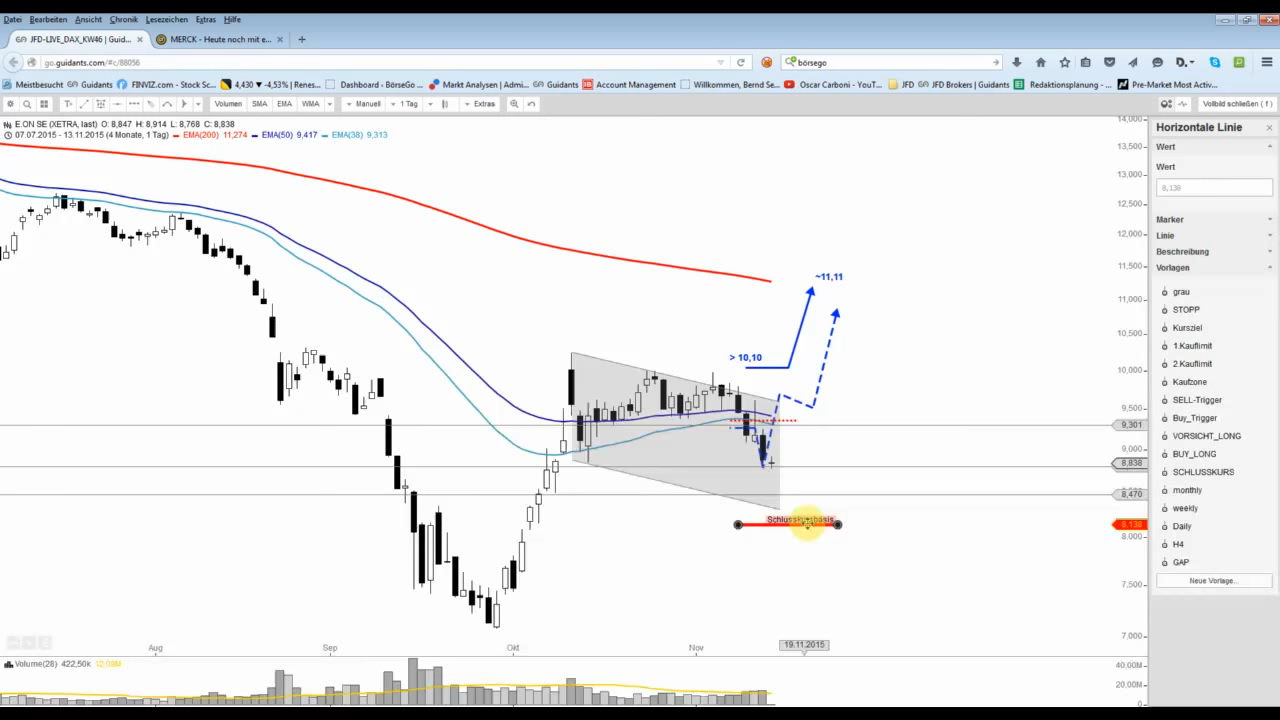 Datei Bearbeiten Ansicht Chronik Lesezeichen Extras Hilfe
JFD-LIVE_DAX_KW46 | Guid... × MERCK - Heute noch mit e... × +
go.guidants.com/#c/88056 börsego
Meistbesucht Guidants FINVIZ.com - Stock Sc... 4,430 ▼ -4,53% | Renes... Dashboard - BörseGo ... Markt Analysen | Admi... Guidants Account Management Willkommen, Bernd Se... Oscar Carboni - YouT... JFD JFD Brokers | Guidants Redaktionsplanung - ... Pre-Market Most Activ...
Volumen SMA EMA WMA Manuell 1 Tag Extras Vollbild schließen ( f )
E.ON SE (XETRA, last) O: 8,847 H: 8,914 L: 8,768 C: 8,838
07.07.2015 - 13.11.2015 (4 Monate, 1 Tag) EMA(200) 11,274 EMA(50) 9,417 EMA(38) 9,313
14,000
13,500
13,000
12,500
12,000
11,500
11,000
10,500
10,000
9,500
9,301
9,000
8,838
8,470
8,138
8,000
7,500
7,000
~11,11
> 10,10
Aug Sep Okt Nov 19.11.2015
Volume(28) 422,50k
40,00M
20,00M
0
Horizontale Linie ×
Wert
Wert
8,138
Marker
Linie
Beschreibung
Vorlagen
grau
STOPP
Kursziel
1.Kauflimit
2.Kauflimit
Kaufzone
SELL-Trigger
Buy_Trigger
VORSICHT_LONG
BUY_LONG
SCHLUSSKURS
monthly
weekly
Daily
H4
GAP
Neue Vorlage...